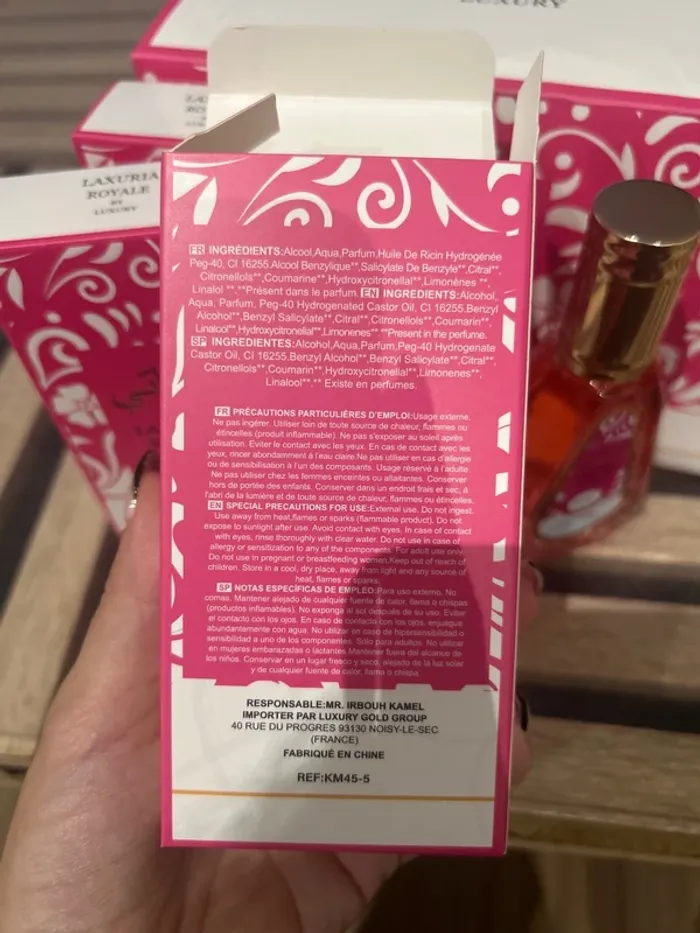 LUXURY
LAXURIA
ROYALE
BY
LUXURY
FR INGRÉDIENTS:Alcool,Aqua,Parfum,Huile De Ricin Hydrogénée
Peg-40, CI 16255.Alcool Benzylique**,Salicylate De Benzyle**,Citral**,
Citronellols**,Coumarine**,Hydroxycitronellal**,Limonènes **,
Linalol **.**Présent dans le parfum. EN INGREDIENTS:Alcohol,
Aqua, Parfum, Peg-40 Hydrogenated Castor Oil, CI 16255.Benzyl
Alcohol**,Benzyl Salicylate**,Citral**,Citronellols**,Coumarin**,
Linalool**,Hydroxycitronellal**,Limonenes** **Present in the perfume.
SP INGREDIENTES:Alcohol,Aqua,Parfum,Peg-40 Hydrogenate
Castor Oil, CI 16255.Benzyl Alcohol**,Benzyl Salicylate**,Citral**,
Citronellols**,Coumarin**,Hydroxycitronellal**,Limonenes**,
Linalool**.** Existe en perfumes.
FR PRÉCAUTIONS PARTICULIÉRES D'EMPLOI:Usage externe.
Ne pas ingérer. Utiliser loin de toute source de chaleur, flammes ou
étincelles (produit inflammable). Ne pas s'exposer au soleil après
utilisation. Eviter le contact avec les yeux. En cas de contact avec les
yeux, rincer abondamment à l'eau claire.Ne pas utiliser en cas d'allergie
ou de sensibilisation à l'un des composants. Usage réservé à l'adulte.
Ne pas utiliser chez les femmes enceintes ou allaitantes. Conserver
hors de portée des enfants. Conserver dans un endroit frais et sec, à
l'abri de la lumière et de toute source de chaleur, flammes ou étincelles.
EN SPECIAL PRECAUTIONS FOR USE:External use. Do not ingest.
Use away from heat,flames or sparks (flammable product). Do not
expose to sunlight after use. Avoid contact with eyes. In case of contact
with eyes, rinse thoroughly with clear water. Do not use in case of
allergy or sensitization to any of the components. For adult use only.
Do not use in pregnant or breastfeeding women.Keep out of reach of
children. Store in a cool, dry place, away from light and any source of
heat, flames or sparks.
SP NOTAS ESPECÍFICAS DE EMPLEO:Para uso externo. No
comas. Mantener alejado de cualquier fuente de calor, llama o chispas
(productos inflamables). No exponga al sol después de su uso. Evitar
el contacto con los ojos. En caso de contacto con los ojos, enjuague
abundantemente con agua. No utilizar en caso de hipersensibilidad o
sensibilidad a uno de los componentes. Sólo para adultos. No utilizar
en mujeres embarazadas o lactantes.Mantener fuera del alcance de
los niños. Conservar en un lugar fresco y seco, alejado de la luz solar
y de cualquier fuente de calor, llama o chispa.
RESPONSABLE:MR. IRBOUH KAMEL
IMPORTER PAR LUXURY GOLD GROUP
40 RUE DU PROGRES 93130 NOISY-LE-SEC
(FRANCE)
FABRIQUÉ EN CHINE
REF:KM45-5